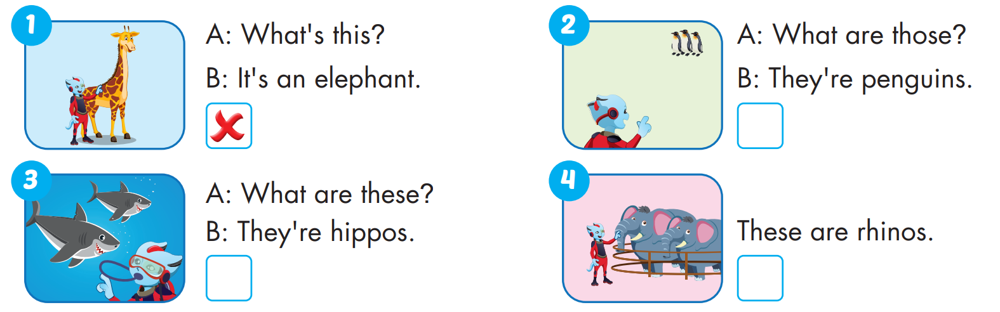 1
A: What's this?
B: It's an elephant.
2
A: What are those?
B: They're penguins.
3
A: What are these?
B: They're hippos.
4
These are rhinos.